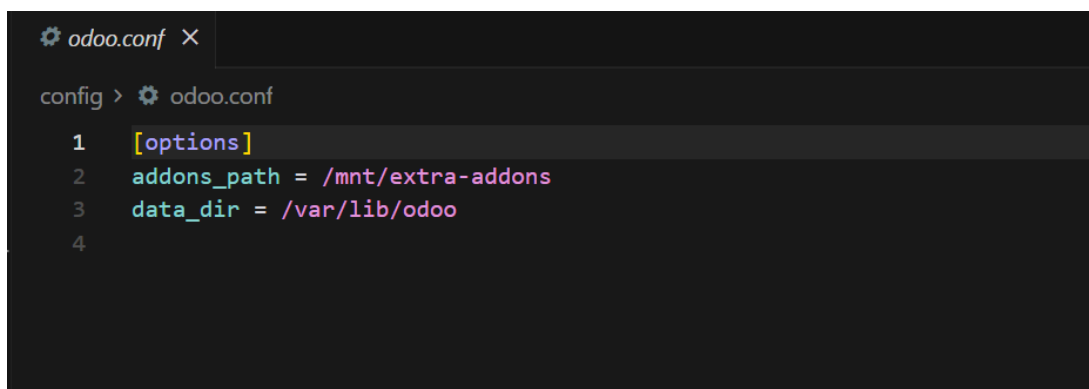 odoo.conf ×
config > odoo.conf
1 [options]
2 addons_path = /mnt/extra-addons
3 data_dir = /var/lib/odoo
4